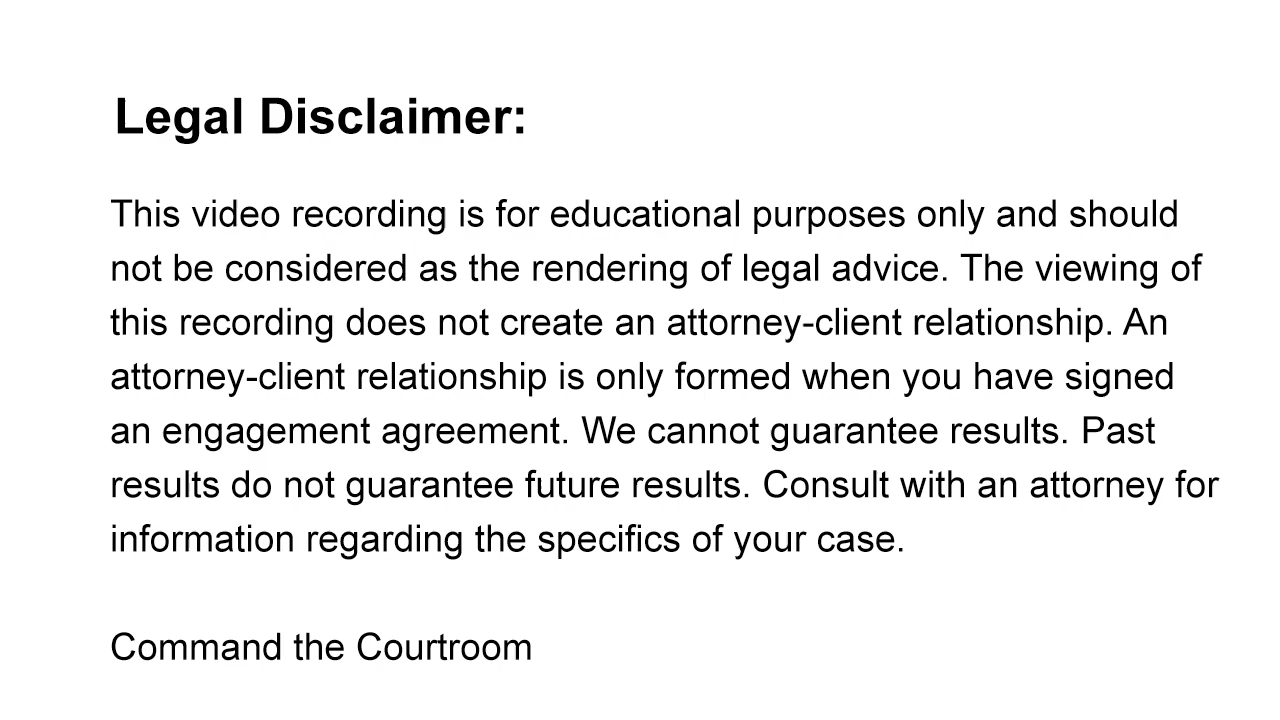 Legal Disclaimer:
This video recording is for educational purposes only and should
not be considered as the rendering of legal advice. The viewing of
this recording does not create an attorney-client relationship. An
attorney-client relationship is only formed when you have signed
an engagement agreement. We cannot guarantee results. Past
results do not guarantee future results. Consult with an attorney for
information regarding the specifics of your case.
Command the Courtroom